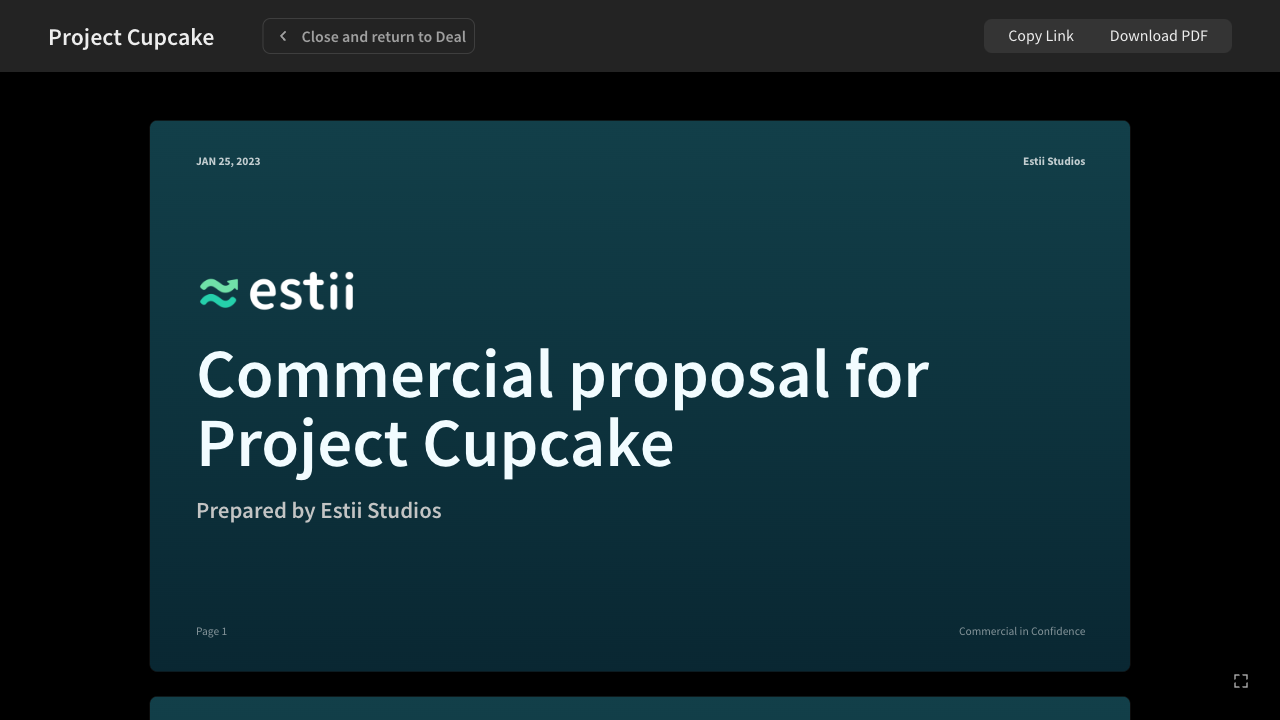 Project Cupcake
Close and return to Deal
Copy Link
Download PDF
JAN 25, 2023
Estii Studios
estii
Commercial proposal for
Project Cupcake
Prepared by Estii Studios
Page 1
Commercial in Confidence